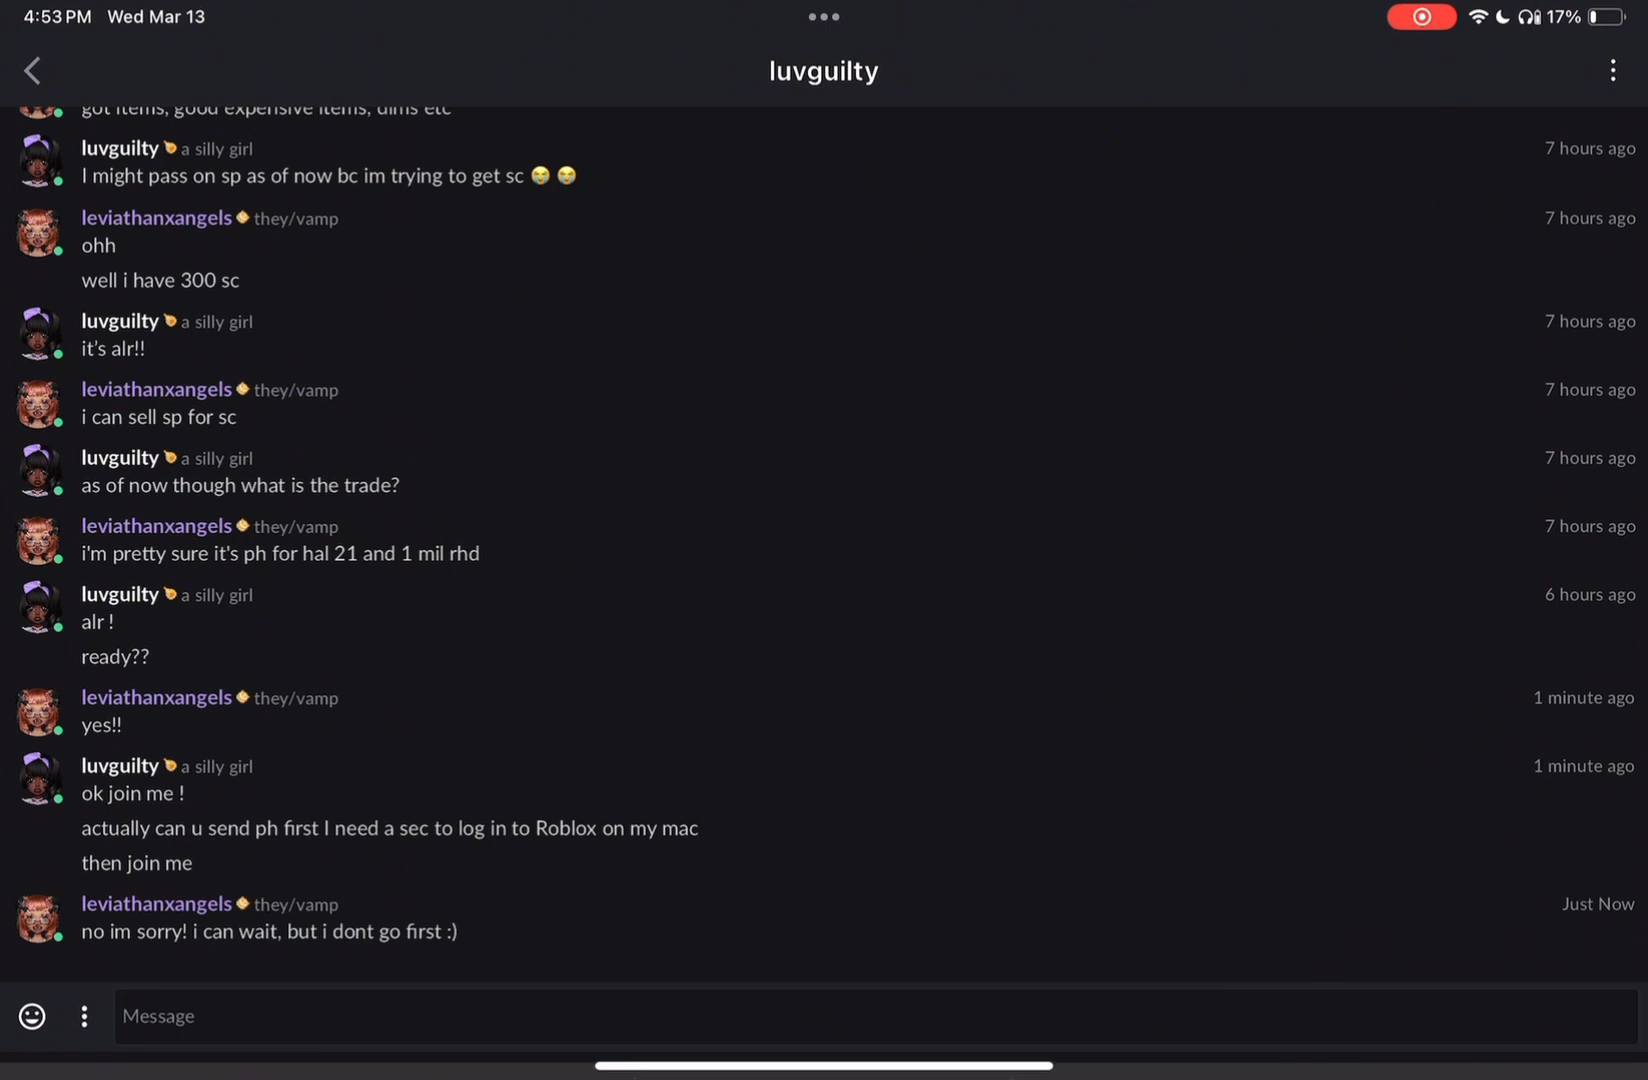 4:53 PM Wed Mar 13
17%
luvguilty
got items, good expensive items, dims etc
luvguilty a silly girl 7 hours ago
I might pass on sp as of now bc im trying to get sc 😭 😭
leviathanxangels they/vamp 7 hours ago
ohh
well i have 300 sc
luvguilty a silly girl 7 hours ago
it’s alr!!
leviathanxangels they/vamp 7 hours ago
i can sell sp for sc
luvguilty a silly girl 7 hours ago
as of now though what is the trade?
leviathanxangels they/vamp 7 hours ago
i'm pretty sure it's ph for hal 21 and 1 mil rhd
luvguilty a silly girl 6 hours ago
alr !
ready??
leviathanxangels they/vamp 1 minute ago
yes!!
luvguilty a silly girl 1 minute ago
ok join me !
actually can u send ph first I need a sec to log in to Roblox on my mac
then join me
leviathanxangels they/vamp Just Now
no im sorry! i can wait, but i dont go first :)
Message